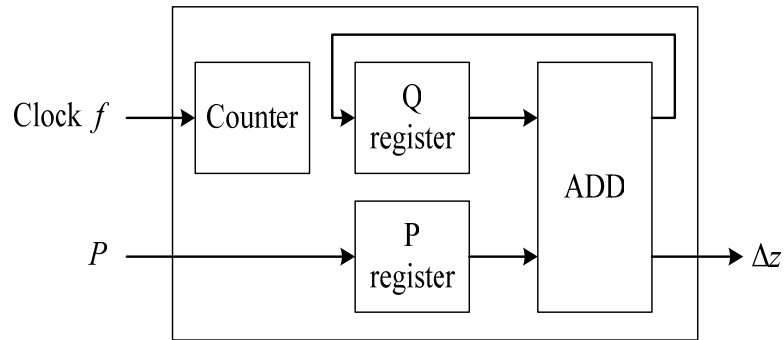 Clock f
Counter
Q
register
ADD
P
P
register
Δz